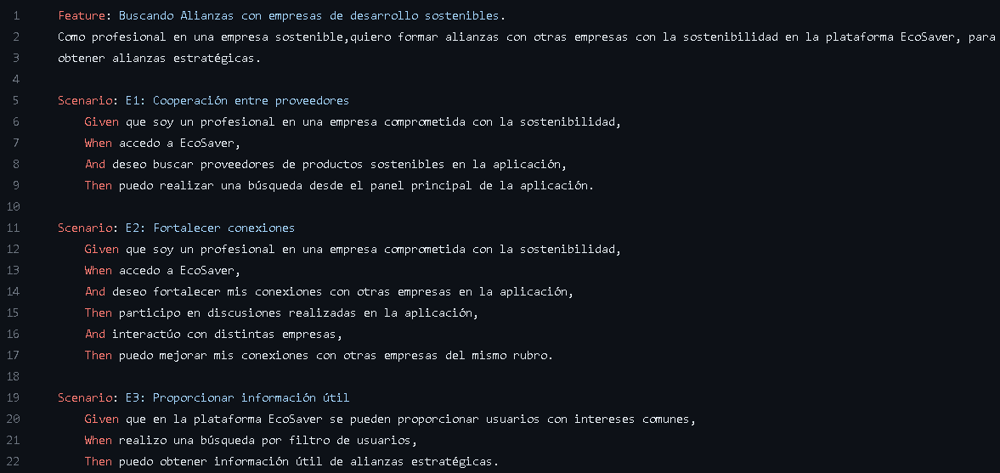 1 Feature: Buscando Alianzas con empresas de desarrollo sostenibles.
2 Como profesional en una empresa sostenible,quiero formar alianzas con otras empresas con la sostenibilidad en la plataforma EcoSaver, para
3 obtener alianzas estratégicas.
4
5 Scenario: E1: Cooperación entre proveedores
6 Given que soy un profesional en una empresa comprometida con la sostenibilidad,
7 When accedo a EcoSaver,
8 And deseo buscar proveedores de productos sostenibles en la aplicación,
9 Then puedo realizar una búsqueda desde el panel principal de la aplicación.
10
11 Scenario: E2: Fortalecer conexiones
12 Given que soy un profesional en una empresa comprometida con la sostenibilidad,
13 When accedo a EcoSaver,
14 And deseo fortalecer mis conexiones con otras empresas en la aplicación,
15 Then participo en discusiones realizadas en la aplicación,
16 And interactúo con distintas empresas,
17 Then puedo mejorar mis conexiones con otras empresas del mismo rubro.
18
19 Scenario: E3: Proporcionar información útil
20 Given que en la plataforma EcoSaver se pueden proporcionar usuarios con intereses comunes,
21 When realizo una búsqueda por filtro de usuarios,
22 Then puedo obtener información útil de alianzas estratégicas.